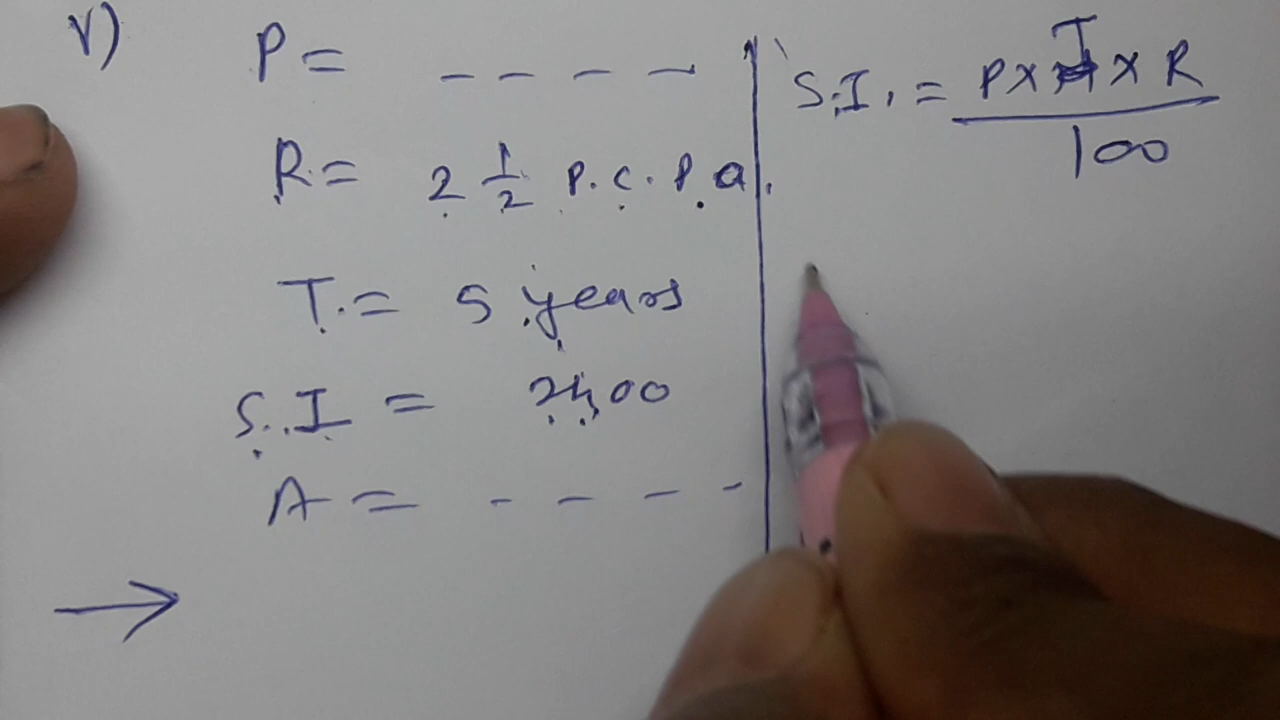 v)
P = - - - -
R = 2 1/2 P.C.P.a.
T. = 5 years
S.I = 2400
A = - - - -
→
S.I. = P x T x R / 100